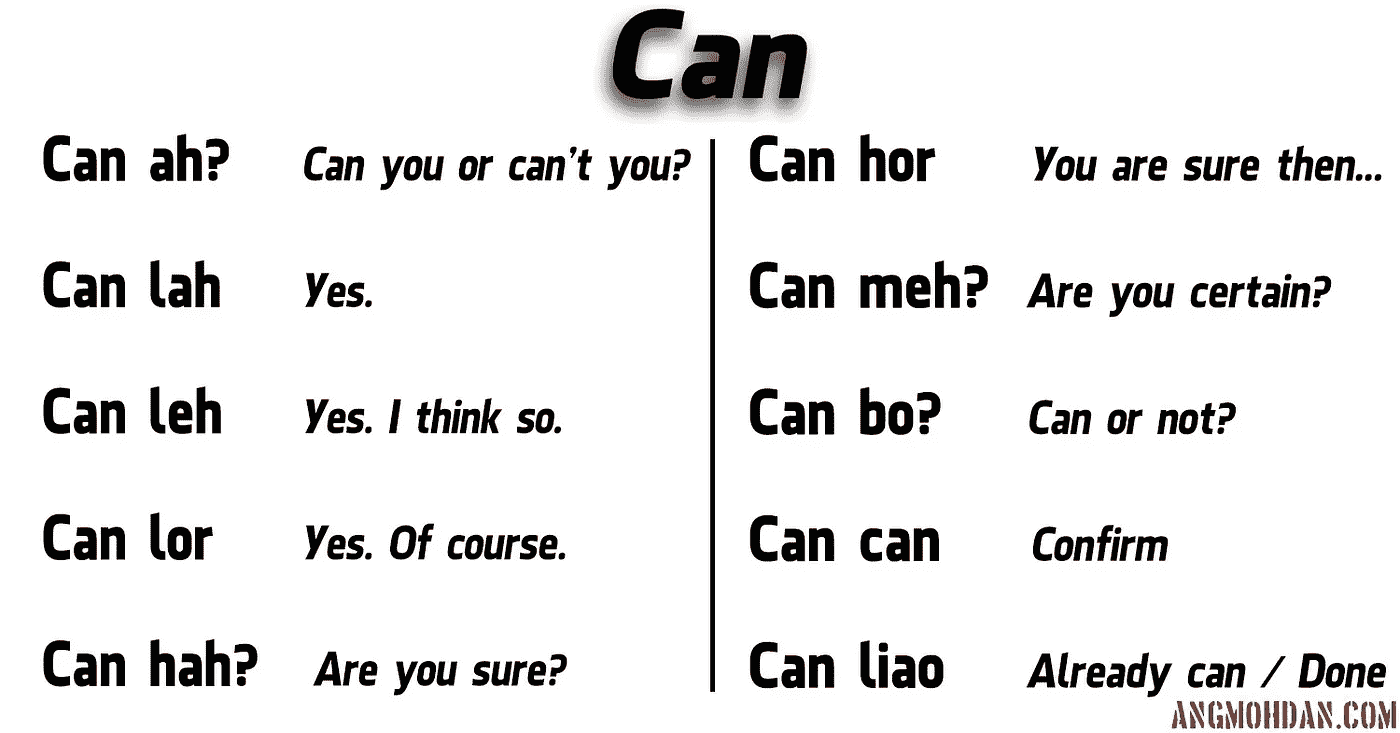 Can
Can ah? Can you or can't you?
Can lah Yes.
Can leh Yes. I think so.
Can lor Yes. Of course.
Can hah? Are you sure?
Can hor You are sure then...
Can meh? Are you certain?
Can bo? Can or not?
Can can Confirm
Can liao Already can / Done
ANGMOHDAN.COM